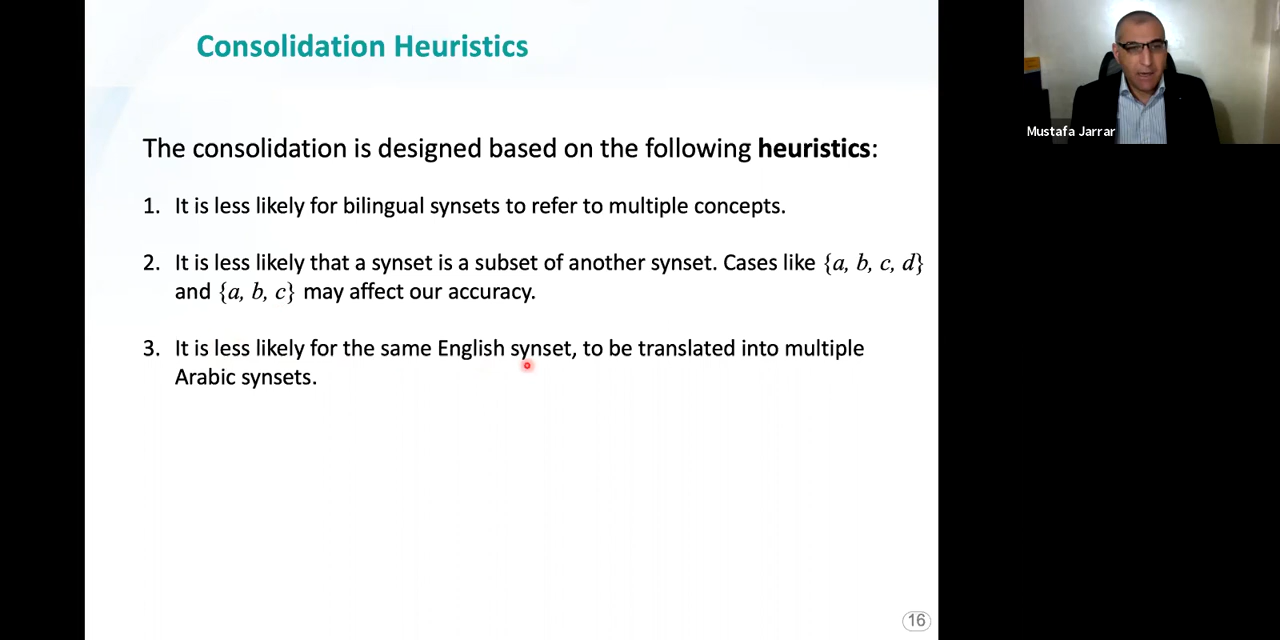 Consolidation Heuristics
The consolidation is designed based on the following heuristics:
1. It is less likely for bilingual synsets to refer to multiple concepts.
2. It is less likely that a synset is a subset of another synset. Cases like {a, b, c, d}
and {a, b, c} may affect our accuracy.
3. It is less likely for the same English synset, to be translated into multiple
Arabic synsets.
16
Mustafa Jarrar